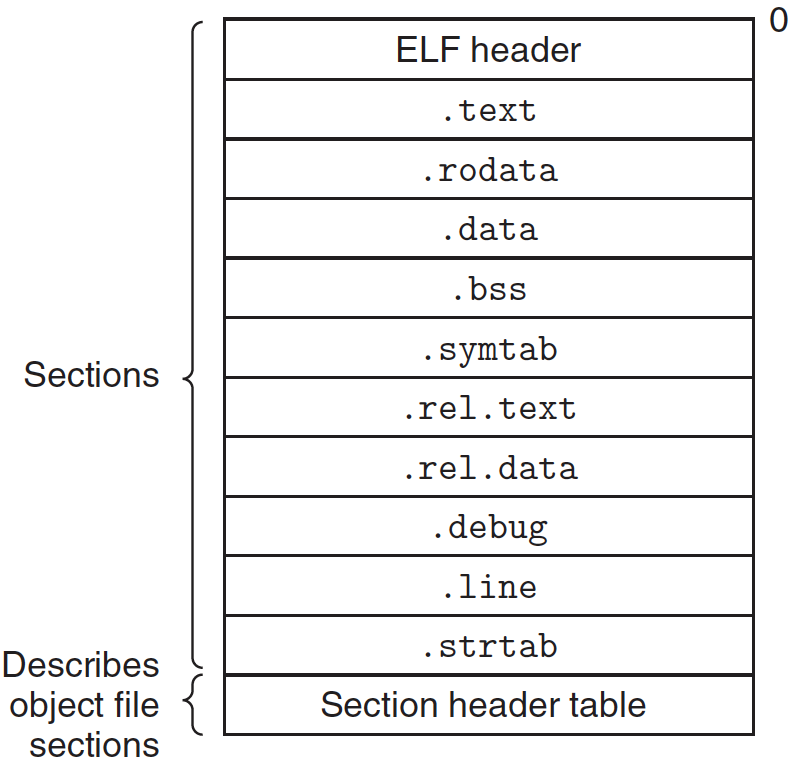 0
ELF header
.text
.rodata
.data
.bss
.symtab
.rel.text
.rel.data
.debug
.line
.strtab
Section header table
Sections
Describes
object file
sections